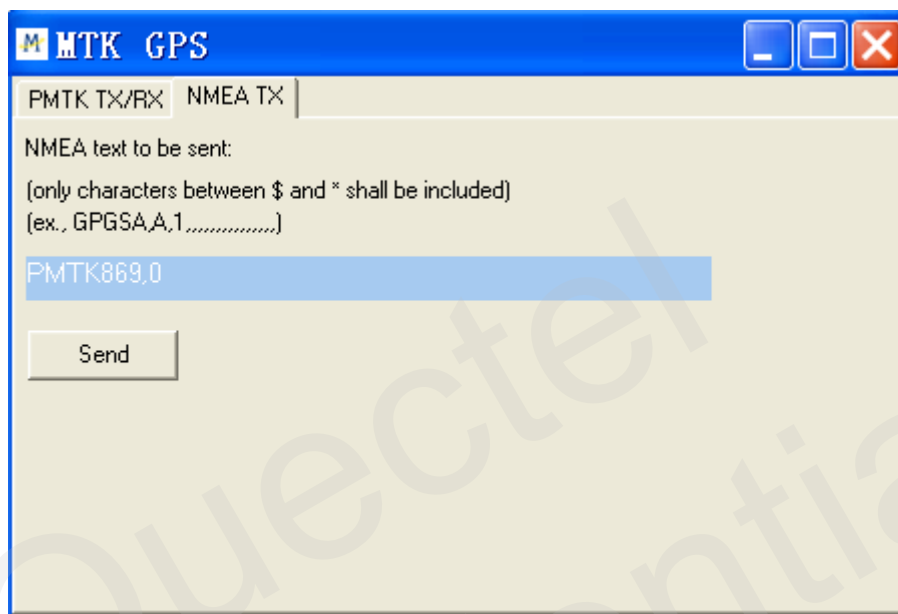 MTK GPS
PMTK TX/RX NMEA TX
NMEA text to be sent:
(only characters between $ and * shall be included)
(ex., GPGSA,A,1,,,,,,,,,,,,,,,)
PMTK869,0
Send
Quectel